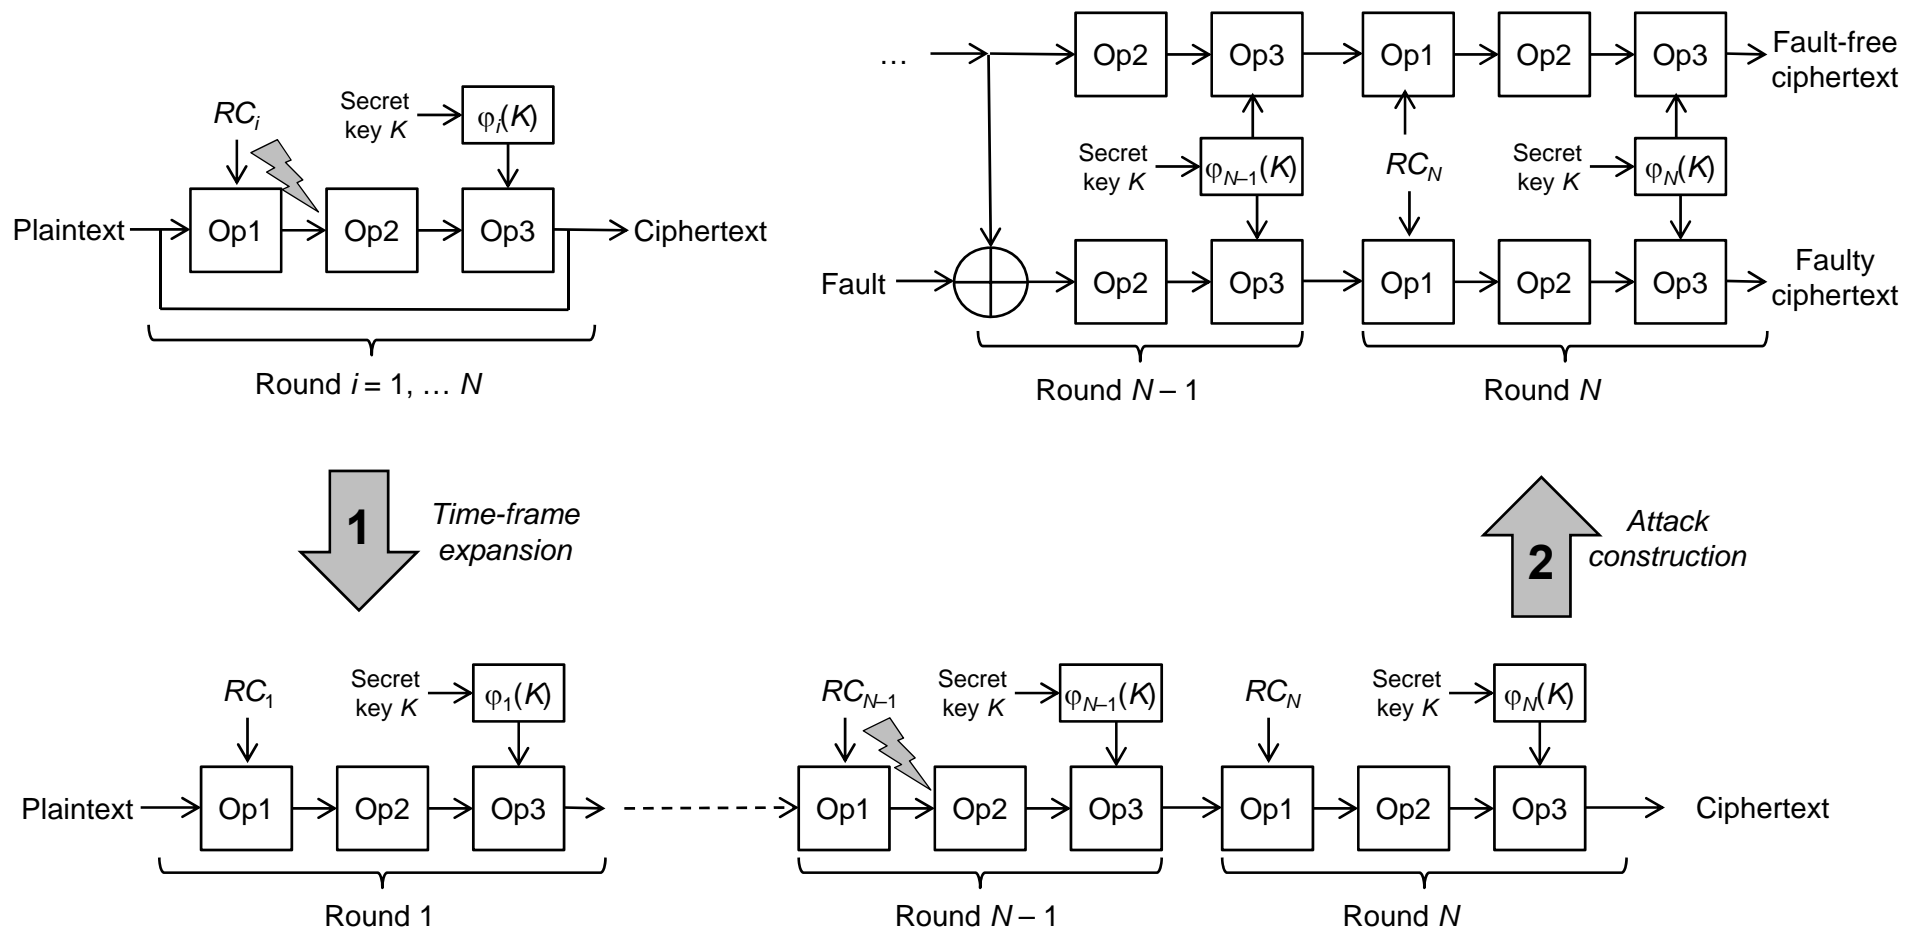 RCi
Secret
key K
φi(K)
Plaintext
Op1
Op2
Op3
Ciphertext
Round i = 1, … N
…
Op2
Op3
Op1
Op2
Op3
Fault-free
ciphertext
Secret
key K
φN–1(K)
RCN
Secret
key K
φN(K)
Fault
Op2
Op3
Op1
Op2
Op3
Faulty
ciphertext
Round N – 1
Round N
1
Time-frame
expansion
2
Attack
construction
RC1
Secret
key K
φ1(K)
RCN–1
Secret
key K
φN–1(K)
RCN
Secret
key K
φN(K)
Plaintext
Op1
Op2
Op3
Op1
Op2
Op3
Op1
Op2
Op3
Ciphertext
Round 1
Round N – 1
Round N